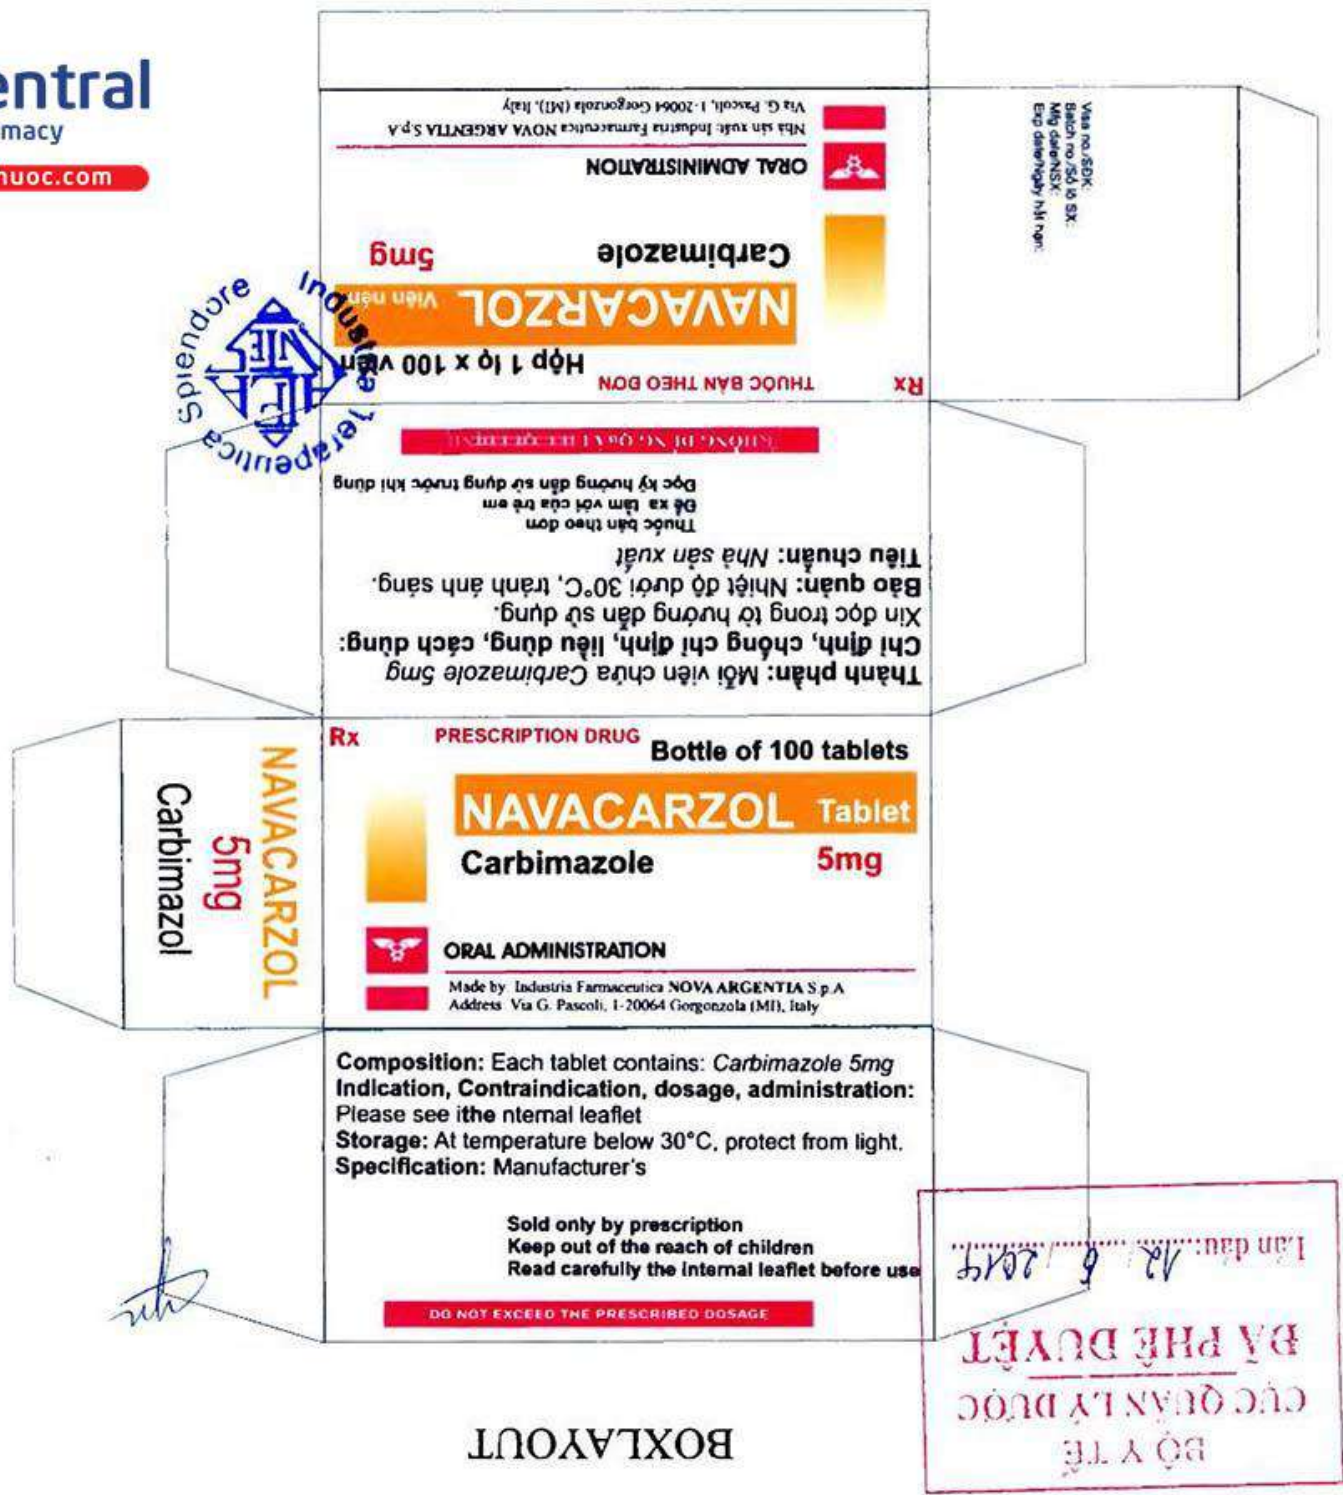 entral
macy
huoc.com
Via G. Pascoli, 1-20064 Gorgonzola (MI), Italy
Nhà sản xuất: Industria Farmaceutica NOVA ARGENTIA S.p.A
ORAL ADMINISTRATION
5mg
Carbimazole
NAVACARZOL Viên nén
Hộp 1 lọ x 100 viên
THUỐC BÁN THEO ĐƠN
Rx
Visa no./SĐK:
Batch no./Số lô SX:
Mfg date/NSX:
Exp date/Ngày hết hạn:
Splendore Industriae Terapeutica
KHÔNG DÙNG QUÁ LIỀU CHỈ ĐỊNH
Đọc kỹ hướng dẫn sử dụng trước khi dùng
Để xa tầm với của trẻ em
Thuốc bán theo đơn
Tiêu chuẩn: Nhà sản xuất
Bảo quản: Nhiệt độ dưới 30°C, tránh ánh sáng.
Xin đọc trong tờ hướng dẫn sử dụng.
Chỉ định, chống chỉ định, liều dùng, cách dùng:
Thành phần: Mỗi viên chứa Carbimazole 5mg
NAVACARZOL
5mg
Carbimazol
Rx
PRESCRIPTION DRUG
Bottle of 100 tablets
NAVACARZOL Tablet
Carbimazole 5mg
ORAL ADMINISTRATION
Made by Industria Farmaceutica NOVA ARGENTIA S.p.A
Address Via G. Pascoli, 1-20064 Gorgonzola (MI), Italy
Composition: Each tablet contains: Carbimazole 5mg
Indication, Contraindication, dosage, administration:
Please see ithe nternal leaflet
Storage: At temperature below 30°C, protect from light.
Specification: Manufacturer's
Sold only by prescription
Keep out of the reach of children
Read carefully the internal leaflet before use
DO NOT EXCEED THE PRESCRIBED DOSAGE
BỘ Y TẾ
CỤC QUẢN LÝ DƯỢC
ĐÃ PHÊ DUYỆT
Lần đầu: 12/ 6 /2014
BOXLAYOUT